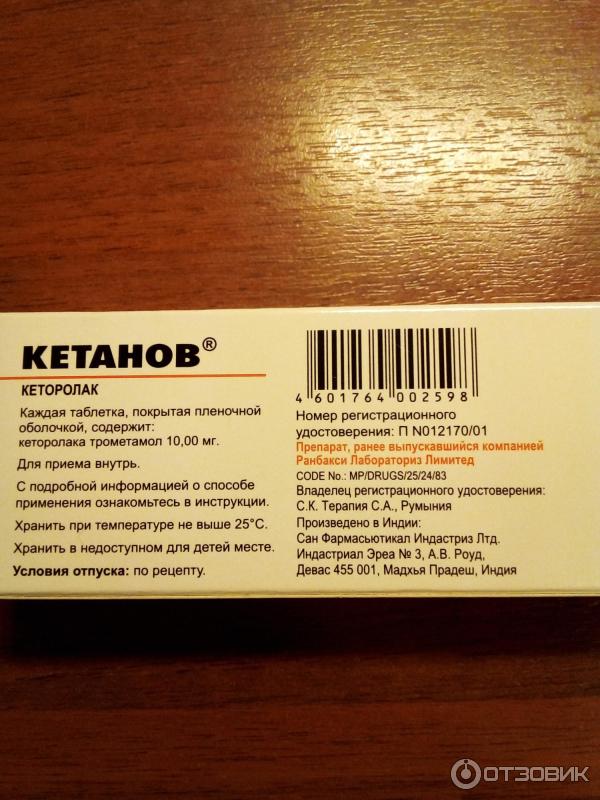 КЕТАНОВ®
КЕТОРОЛАК
Каждая таблетка, покрытая пленочной
оболочкой, содержит:
кеторолака трометамол 10,00 мг.
Для приема внутрь.
С подробной информацией о способе
применения ознакомьтесь в инструкции.
Хранить при температуре не выше 25°C.
Хранить в недоступном для детей месте.
Условия отпуска: по рецепту.
4 601764 002598
Номер регистрационного
удостоверения: П N012170/01
Препарат, ранее выпускавшийся компанией
Ранбакси Лабораториз Лимитед
CODE No.: MP/DRUGS/25/24/83
Владелец регистрационного удостоверения:
С.К. Терапия С.А., Румыния
Произведено в Индии:
Сан Фармасьютикал Индастриз Лтд.
Индастриал Эреа № 3, А.В. Роуд,
Девас 455 001, Мадхья Прадеш, Индия
ОТЗОВИК